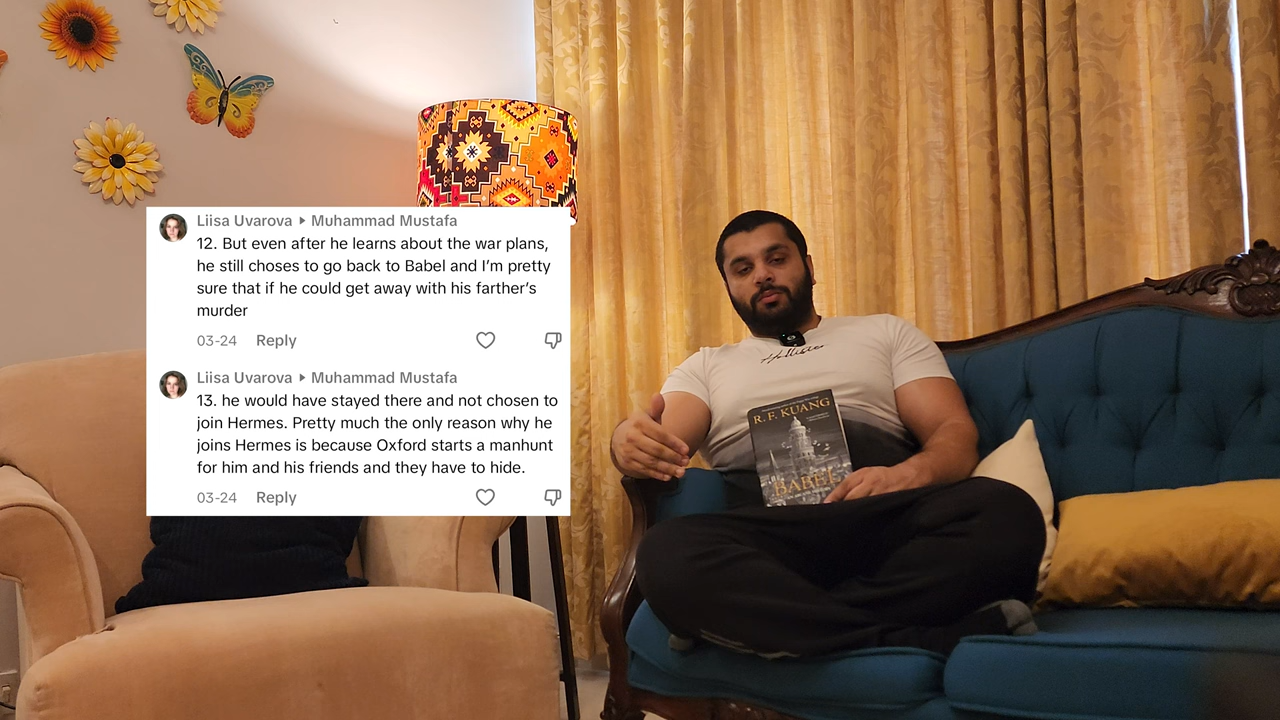 Liisa Uvarova ▸ Muhammad Mustafa
12. But even after he learns about the war plans,
he still choses to go back to Babel and I'm pretty
sure that if he could get away with his farther's
murder
03-24 Reply
Liisa Uvarova ▸ Muhammad Mustafa
13. he would have stayed there and not chosen to
join Hermes. Pretty much the only reason why he
joins Hermes is because Oxford starts a manhunt
for him and his friends and they have to hide.
03-24 Reply
Hollister
R. F. KUANG
BABEL